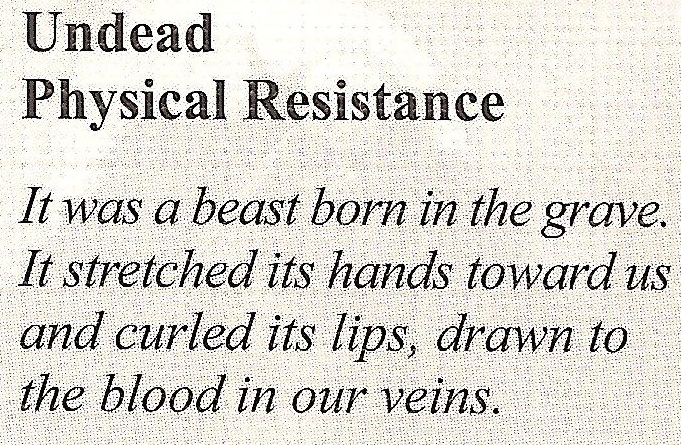 Undead
Physical Resistance
It was a beast born in the grave.
It stretched its hands toward us
and curled its lips, drawn to
the blood in our veins.